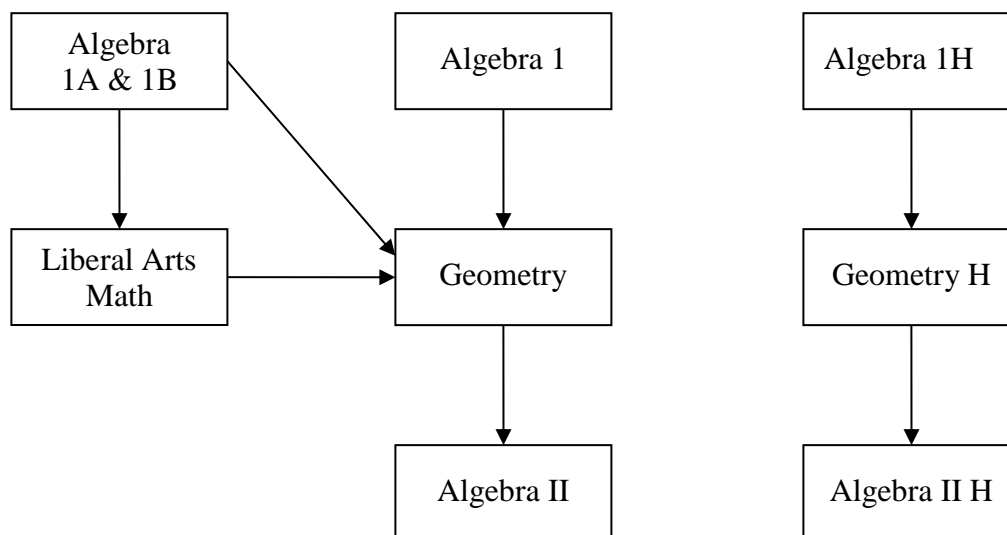 Algebra
1A & 1B
Algebra 1
Algebra 1H
Liberal Arts
Math
Geometry
Geometry H
Algebra II
Algebra II H